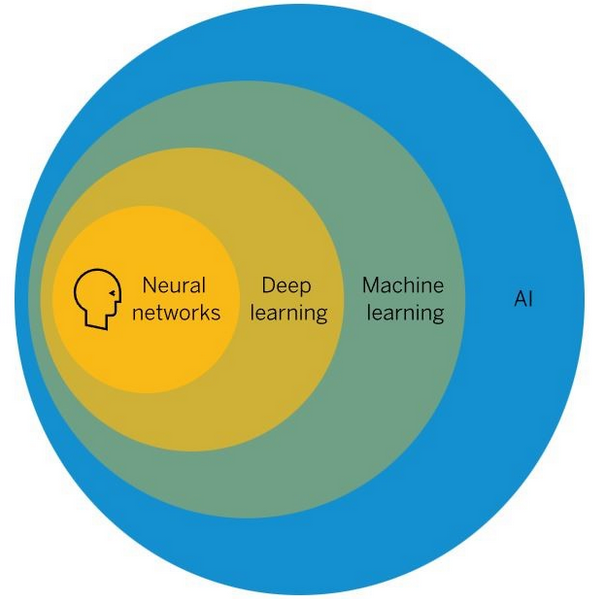 Neural
networks
Deep
learning
Machine
learning
AI